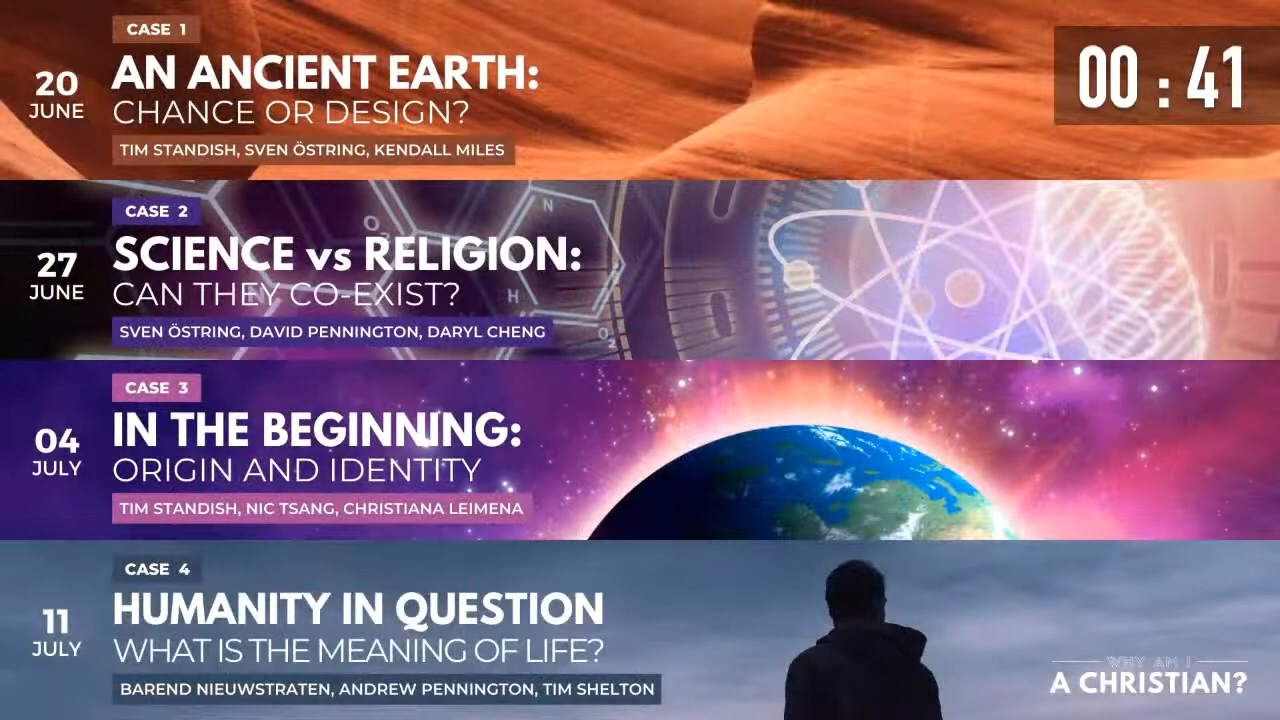 CASE 1
20
JUNE
AN ANCIENT EARTH:
CHANCE OR DESIGN?
TIM STANDISH, SVEN ÖSTRING, KENDALL MILES
00 : 41
CASE 2
27
JUNE
SCIENCE vs RELIGION:
CAN THEY CO-EXIST?
SVEN ÖSTRING, DAVID PENNINGTON, DARYL CHENG
O
N
H
O2
CASE 3
04
JULY
IN THE BEGINNING:
ORIGIN AND IDENTITY
TIM STANDISH, NIC TSANG, CHRISTIANA LEIMENA
CASE 4
11
JULY
HUMANITY IN QUESTION
WHAT IS THE MEANING OF LIFE?
BAREND NIEUWSTRATEN, ANDREW PENNINGTON, TIM SHELTON
WHY AM I
A CHRISTIAN?